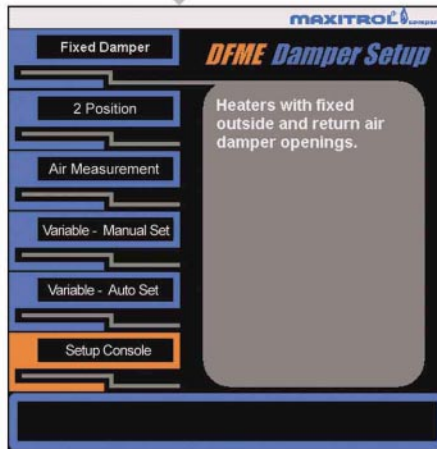 MAXITROL
Fixed Damper
DFME Damper Setup
2 Position
Heaters with fixed
outside and return air
damper openings.
Air Measurement
Variable - Manual Set
Variable - Auto Set
Setup Console